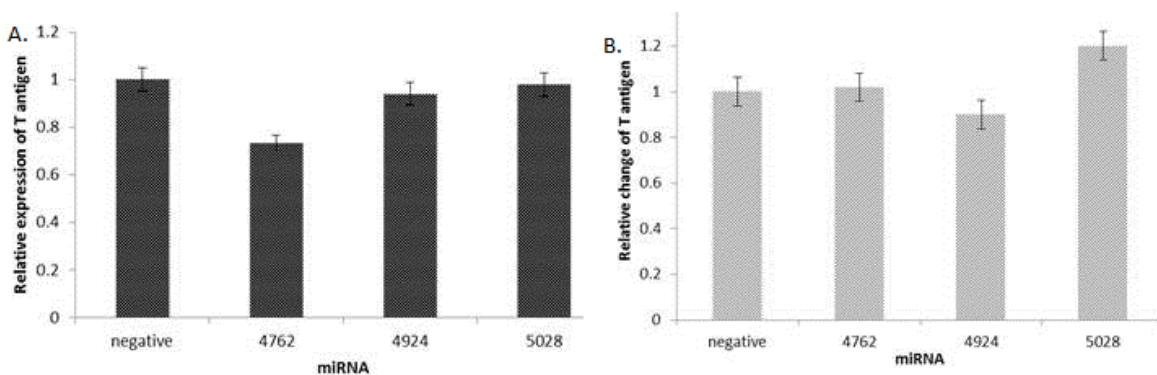 A.
Relative expression of T antigen
1.2
1
0.8
0.6
0.4
0.2
0
negative 4762 4924 5028
miRNA
B.
Relative change of T antigen
1.2
1
0.8
0.6
0.4
0.2
0
negative 4762 4924 5028
miRNA